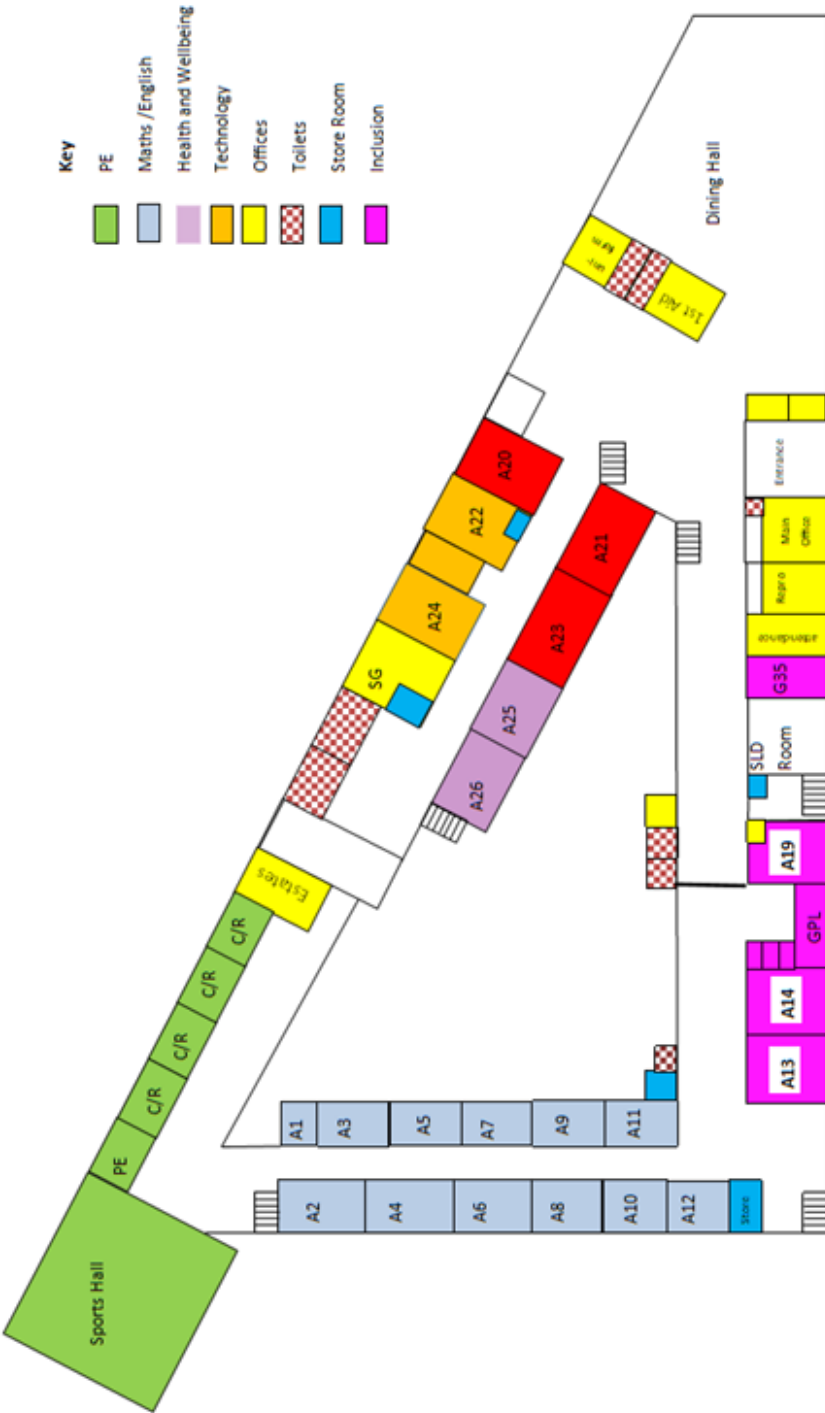 Key
PE
Maths /English
Health and Wellbeing
Technology
Offices
Toilets
Store Room
Inclusion
Dining Hall
1st Aid
A20
A22
A24
SG
A21
A23
A25
A26
Estates
C/R
C/R
C/R
C/R
PE
Sports Hall
A1
A3
A5
A7
A9
A11
A2
A4
A6
A8
A10
A12
Store
A13
A14
GPL
A19
SLD
Room
G35
attendence
Repro
Main
Office
Entrance